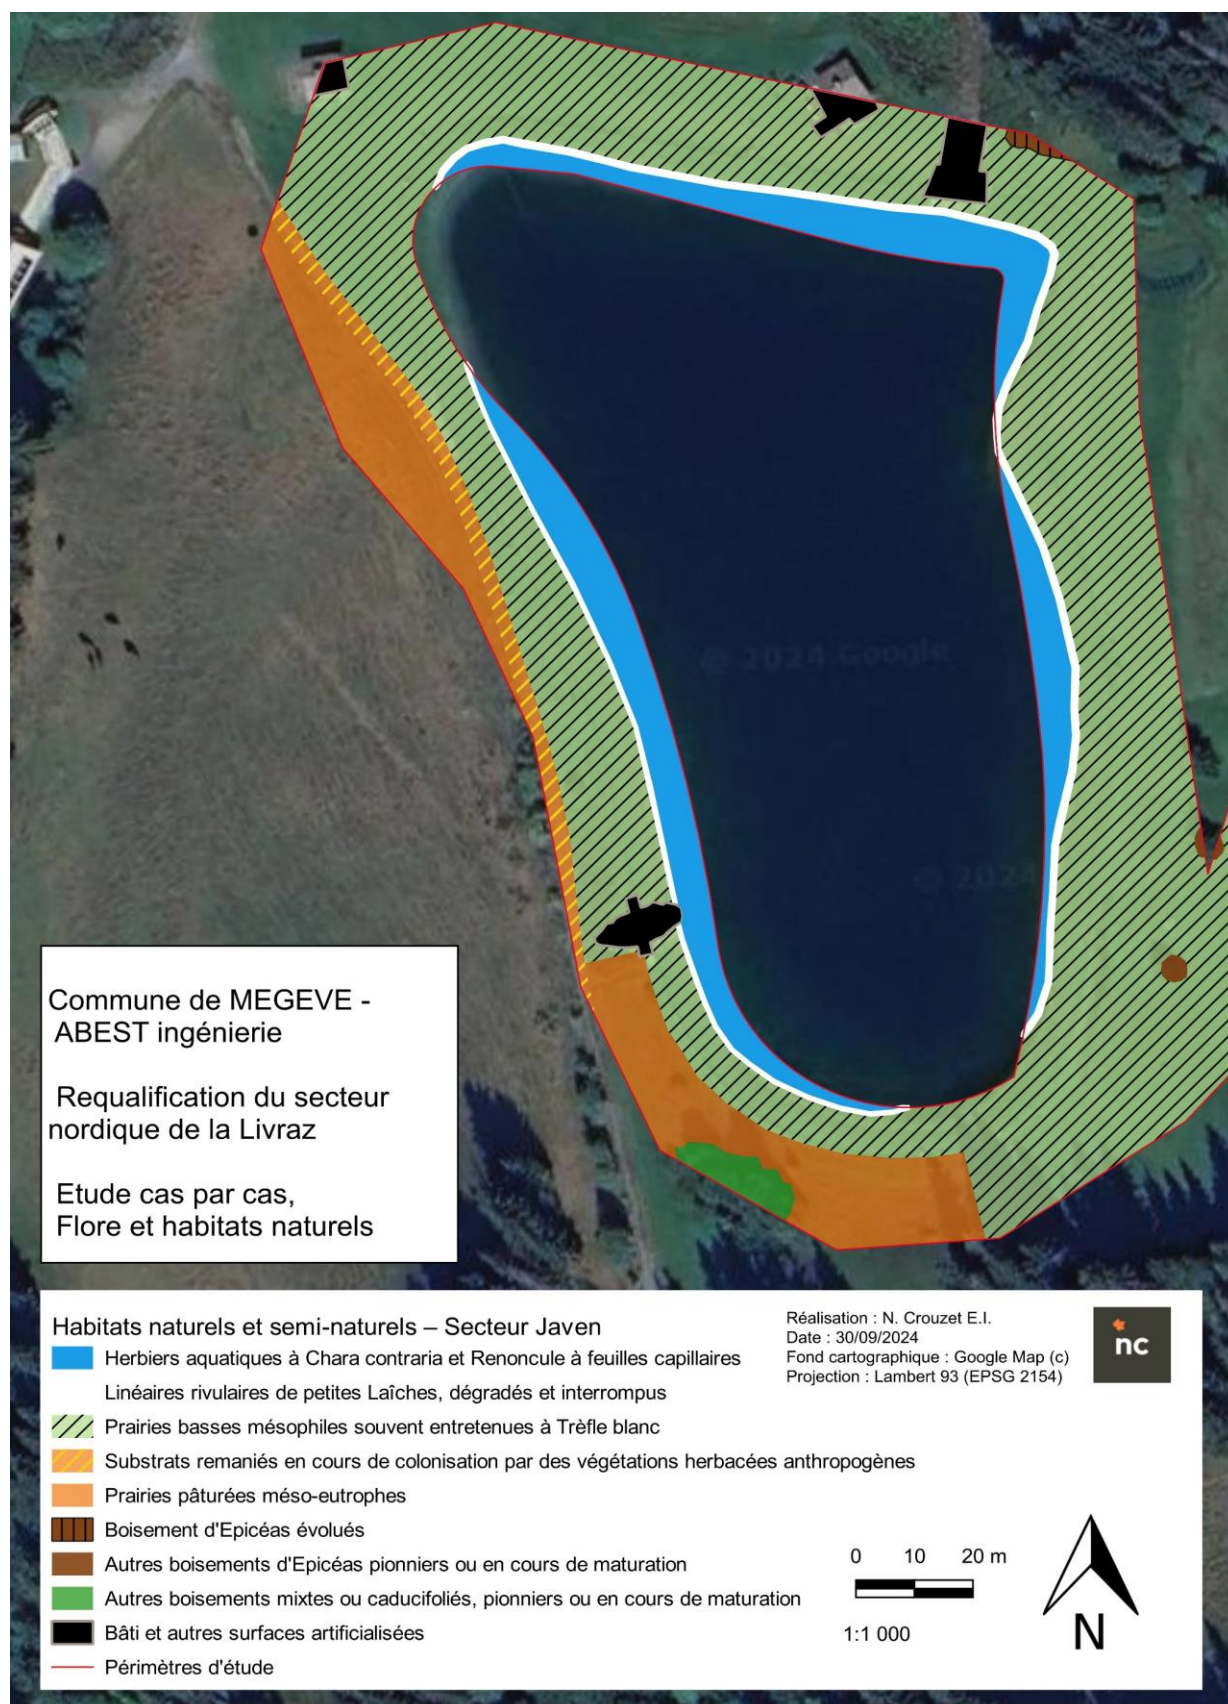 © 2024 Google
© 2024
Commune de MEGEVE -
ABEST ingénierie
Requalification du secteur
nordique de la Livraz
Etude cas par cas,
Flore et habitats naturels
Habitats naturels et semi-naturels – Secteur Javen
Herbiers aquatiques à Chara contraria et Renoncule à feuilles capillaires
Linéaires rivulaires de petites Laîches, dégradés et interrompus
Prairies basses mésophiles souvent entretenues à Trèfle blanc
Substrats remaniés en cours de colonisation par des végétations herbacées anthropogènes
Prairies pâturées méso-eutrophes
Boisement d'Epicéas évolués
Autres boisements d'Epicéas pionniers ou en cours de maturation
Autres boisements mixtes ou caducifoliés, pionniers ou en cours de maturation
Bâti et autres surfaces artificialisées
Périmètres d'étude
Réalisation : N. Crouzet E.I.
Date : 30/09/2024
Fond cartographique : Google Map (c)
Projection : Lambert 93 (EPSG 2154)
nc
0 10 20 m
1:1 000
N